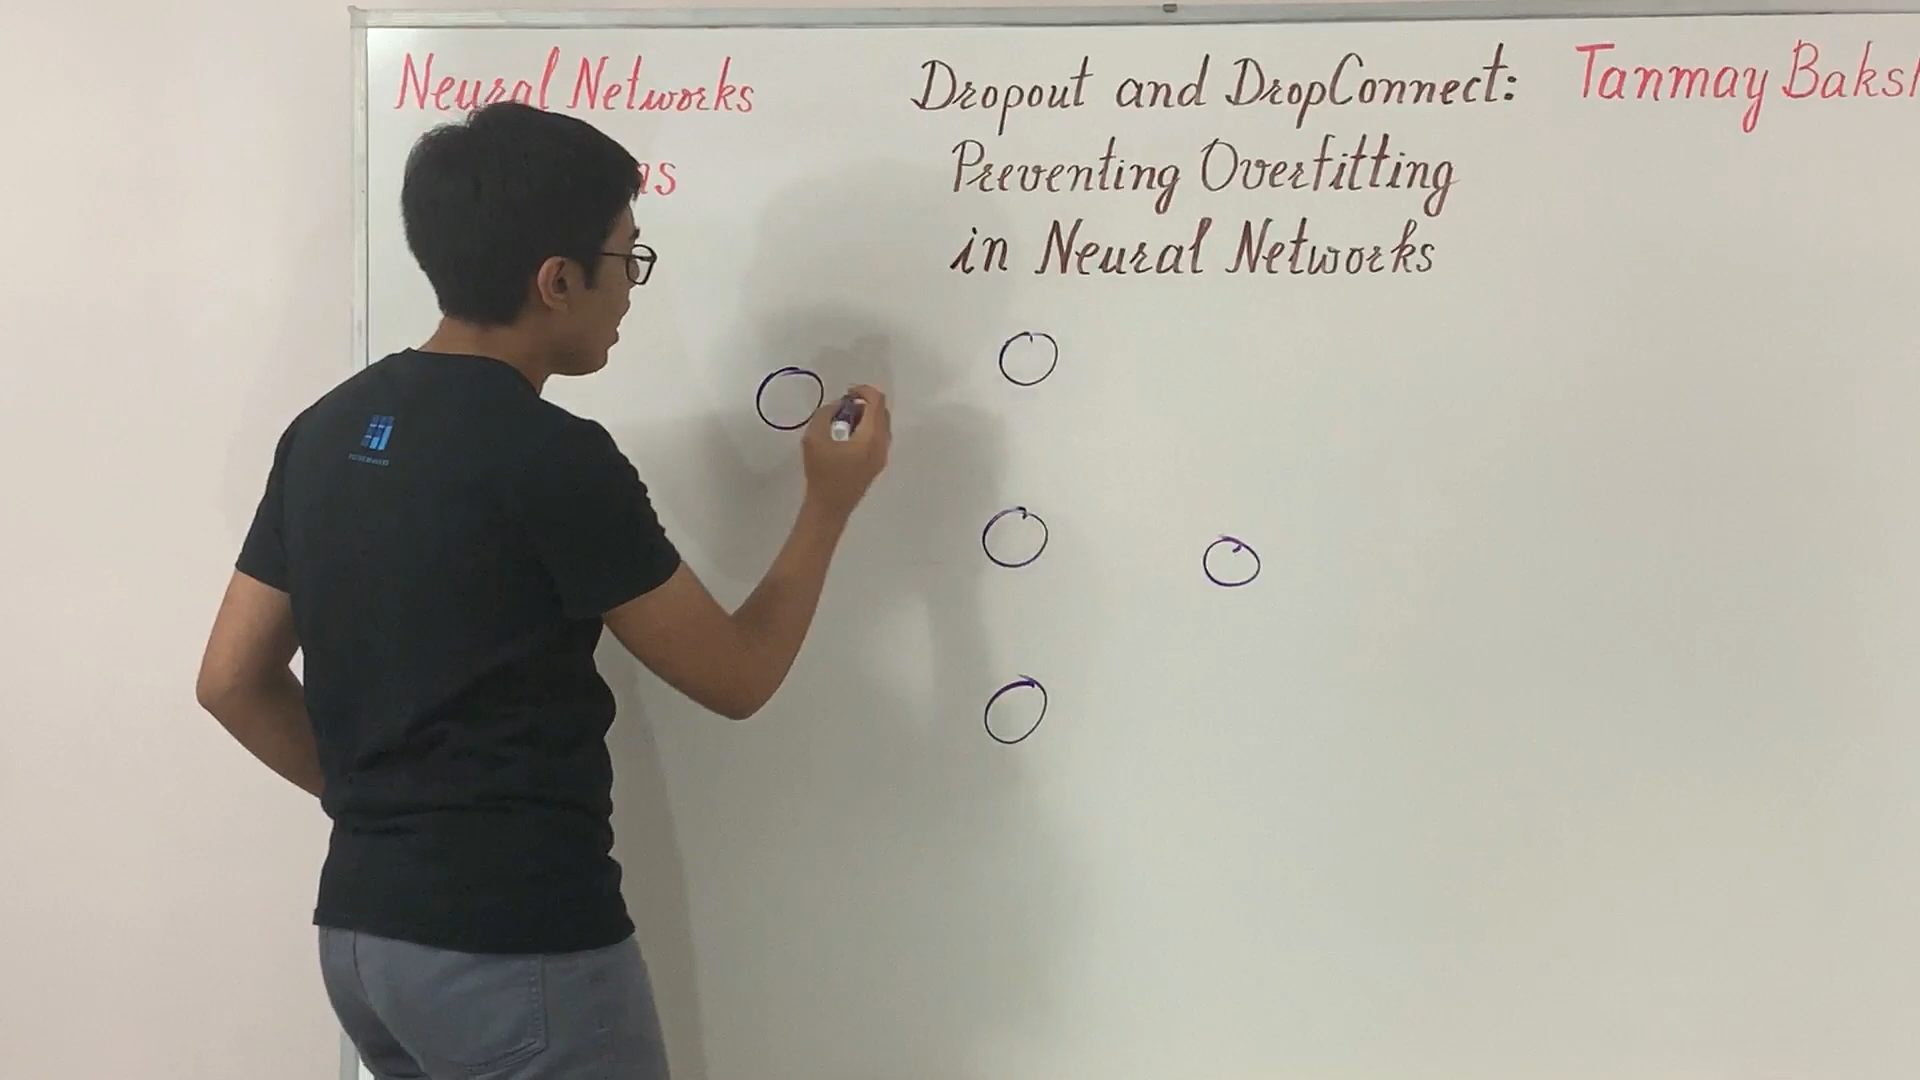 Neural Networks
Dropout and DropConnect:
Preventing Overfitting
in Neural Networks
Tanmay Baksh